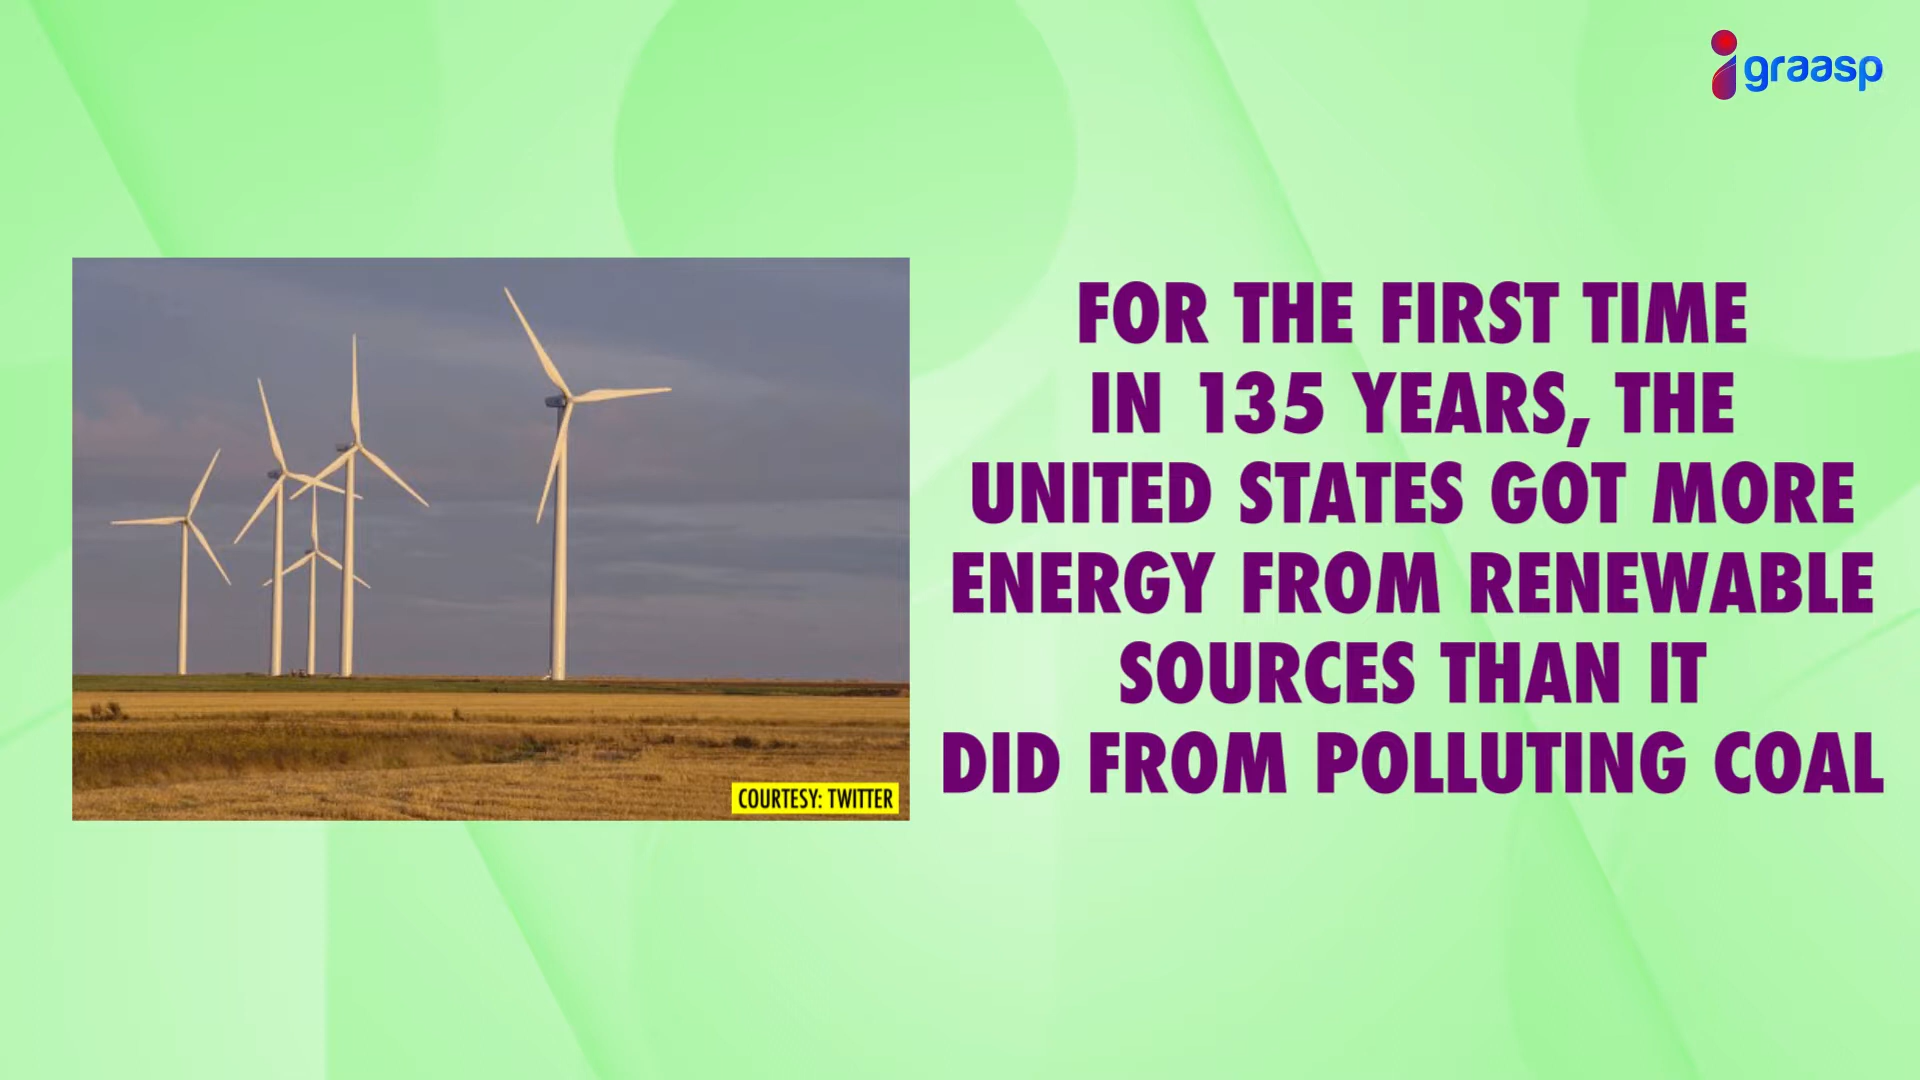 graasp
FOR THE FIRST TIME
IN 135 YEARS, THE
UNITED STATES GOT MORE
ENERGY FROM RENEWABLE
SOURCES THAN IT
DID FROM POLLUTING COAL
COURTESY: TWITTER